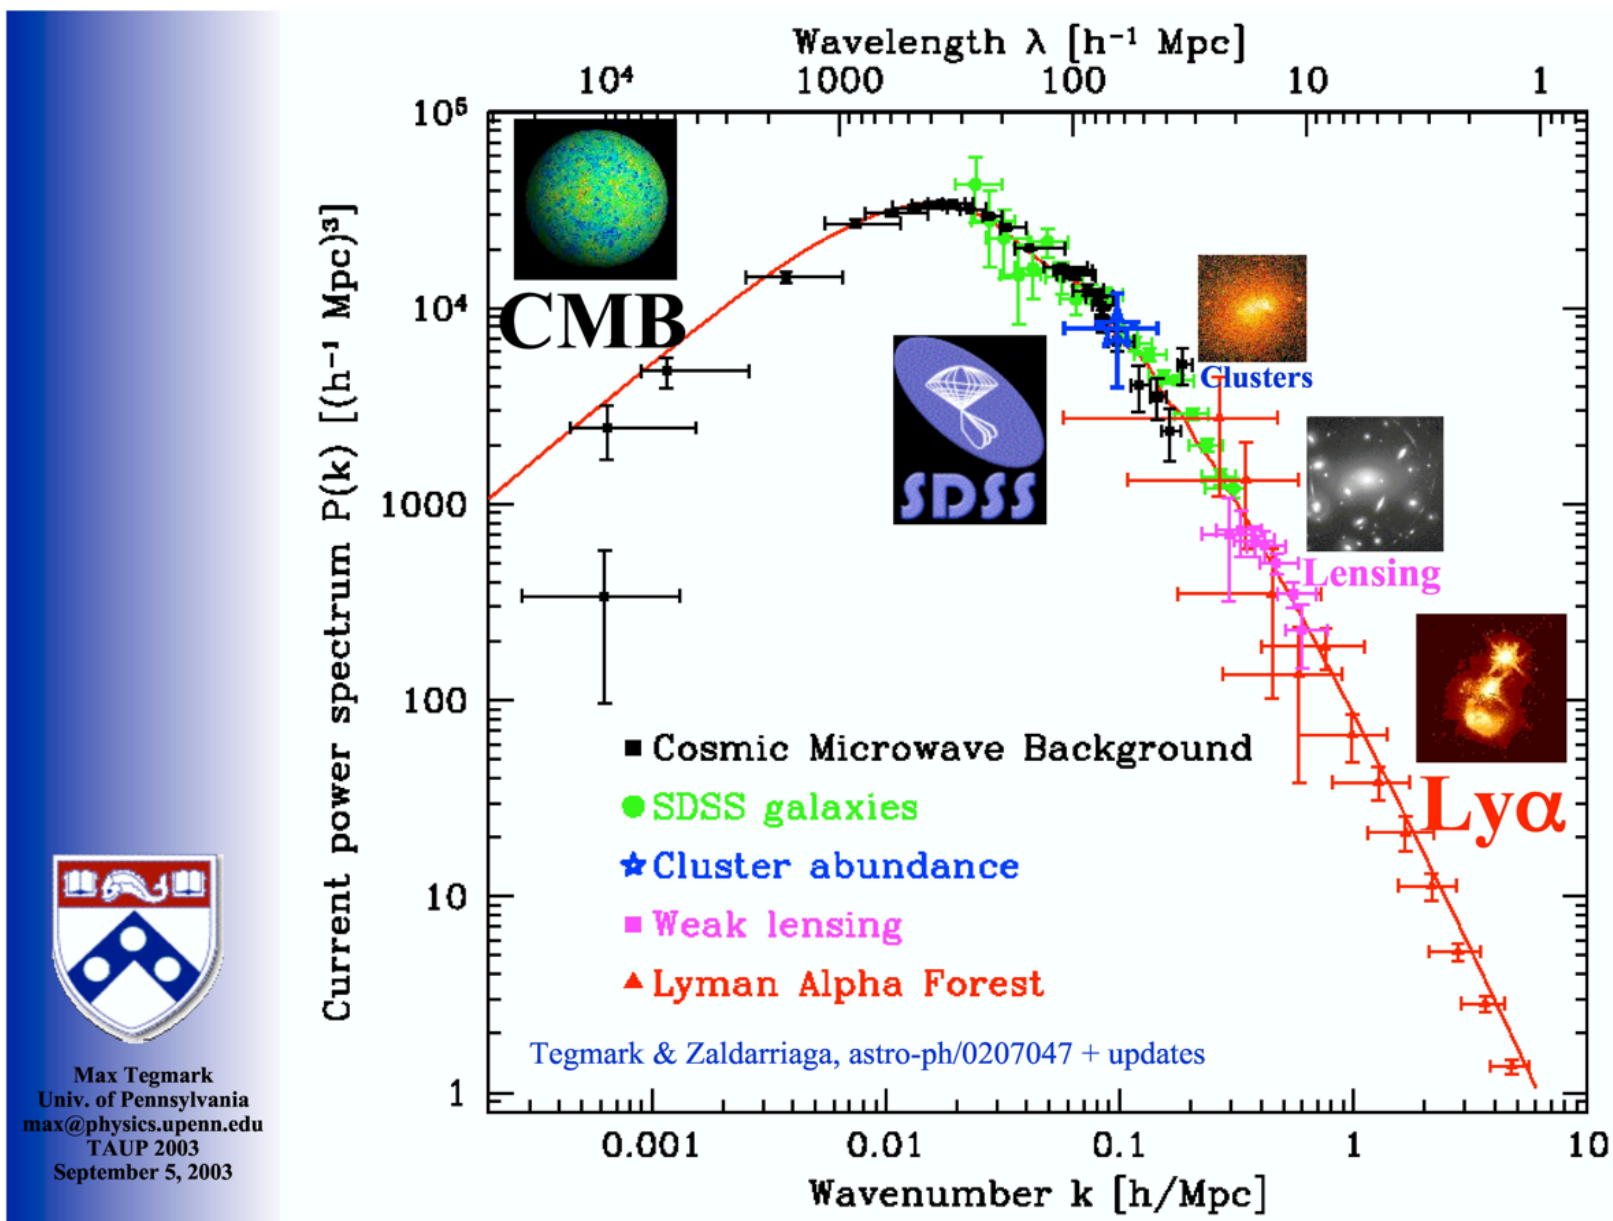 Wavelength λ [h⁻¹ Mpc]
10⁴ 1000 100 10 1
10⁵
10⁴
1000
100
10
1
Current power spectrum P(k) [(h⁻¹ Mpc)³]
CMB
SDSS
Clusters
Lensing
Lyα
Cosmic Microwave Background
SDSS galaxies
Cluster abundance
Weak lensing
Lyman Alpha Forest
Tegmark & Zaldarriaga, astro-ph/0207047 + updates
0.001 0.01 0.1 1 10
Wavenumber k [h/Mpc]
Max Tegmark
Univ. of Pennsylvania
max@physics.upenn.edu
TAUP 2003
September 5, 2003